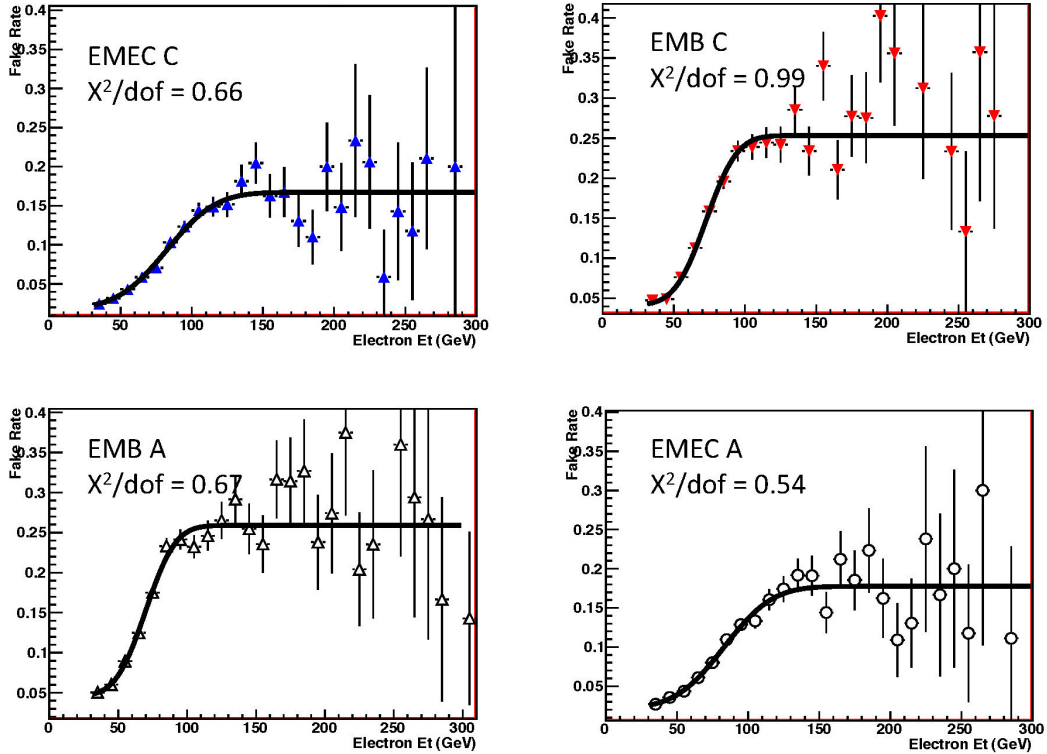 Fake Rate
0.4
0.35
0.3
0.25
0.2
0.15
0.1
0.05
EMEC C
X²/dof = 0.66
0 50 100 150 200 250 300
Electron Et (GeV)
Fake Rate
0.4
0.35
0.3
0.25
0.2
0.15
0.1
0.05
EMB C
X²/dof = 0.99
0 50 100 150 200 250 300
Electron Et (GeV)
Fake Rate
0.4
0.35
0.3
0.25
0.2
0.15
0.1
0.05
EMB A
X²/dof = 0.67
0 50 100 150 200 250 300
Electron Et (GeV)
Fake Rate
0.4
0.35
0.3
0.25
0.2
0.15
0.1
0.05
EMEC A
X²/dof = 0.54
0 50 100 150 200 250 300
Electron Et (GeV)